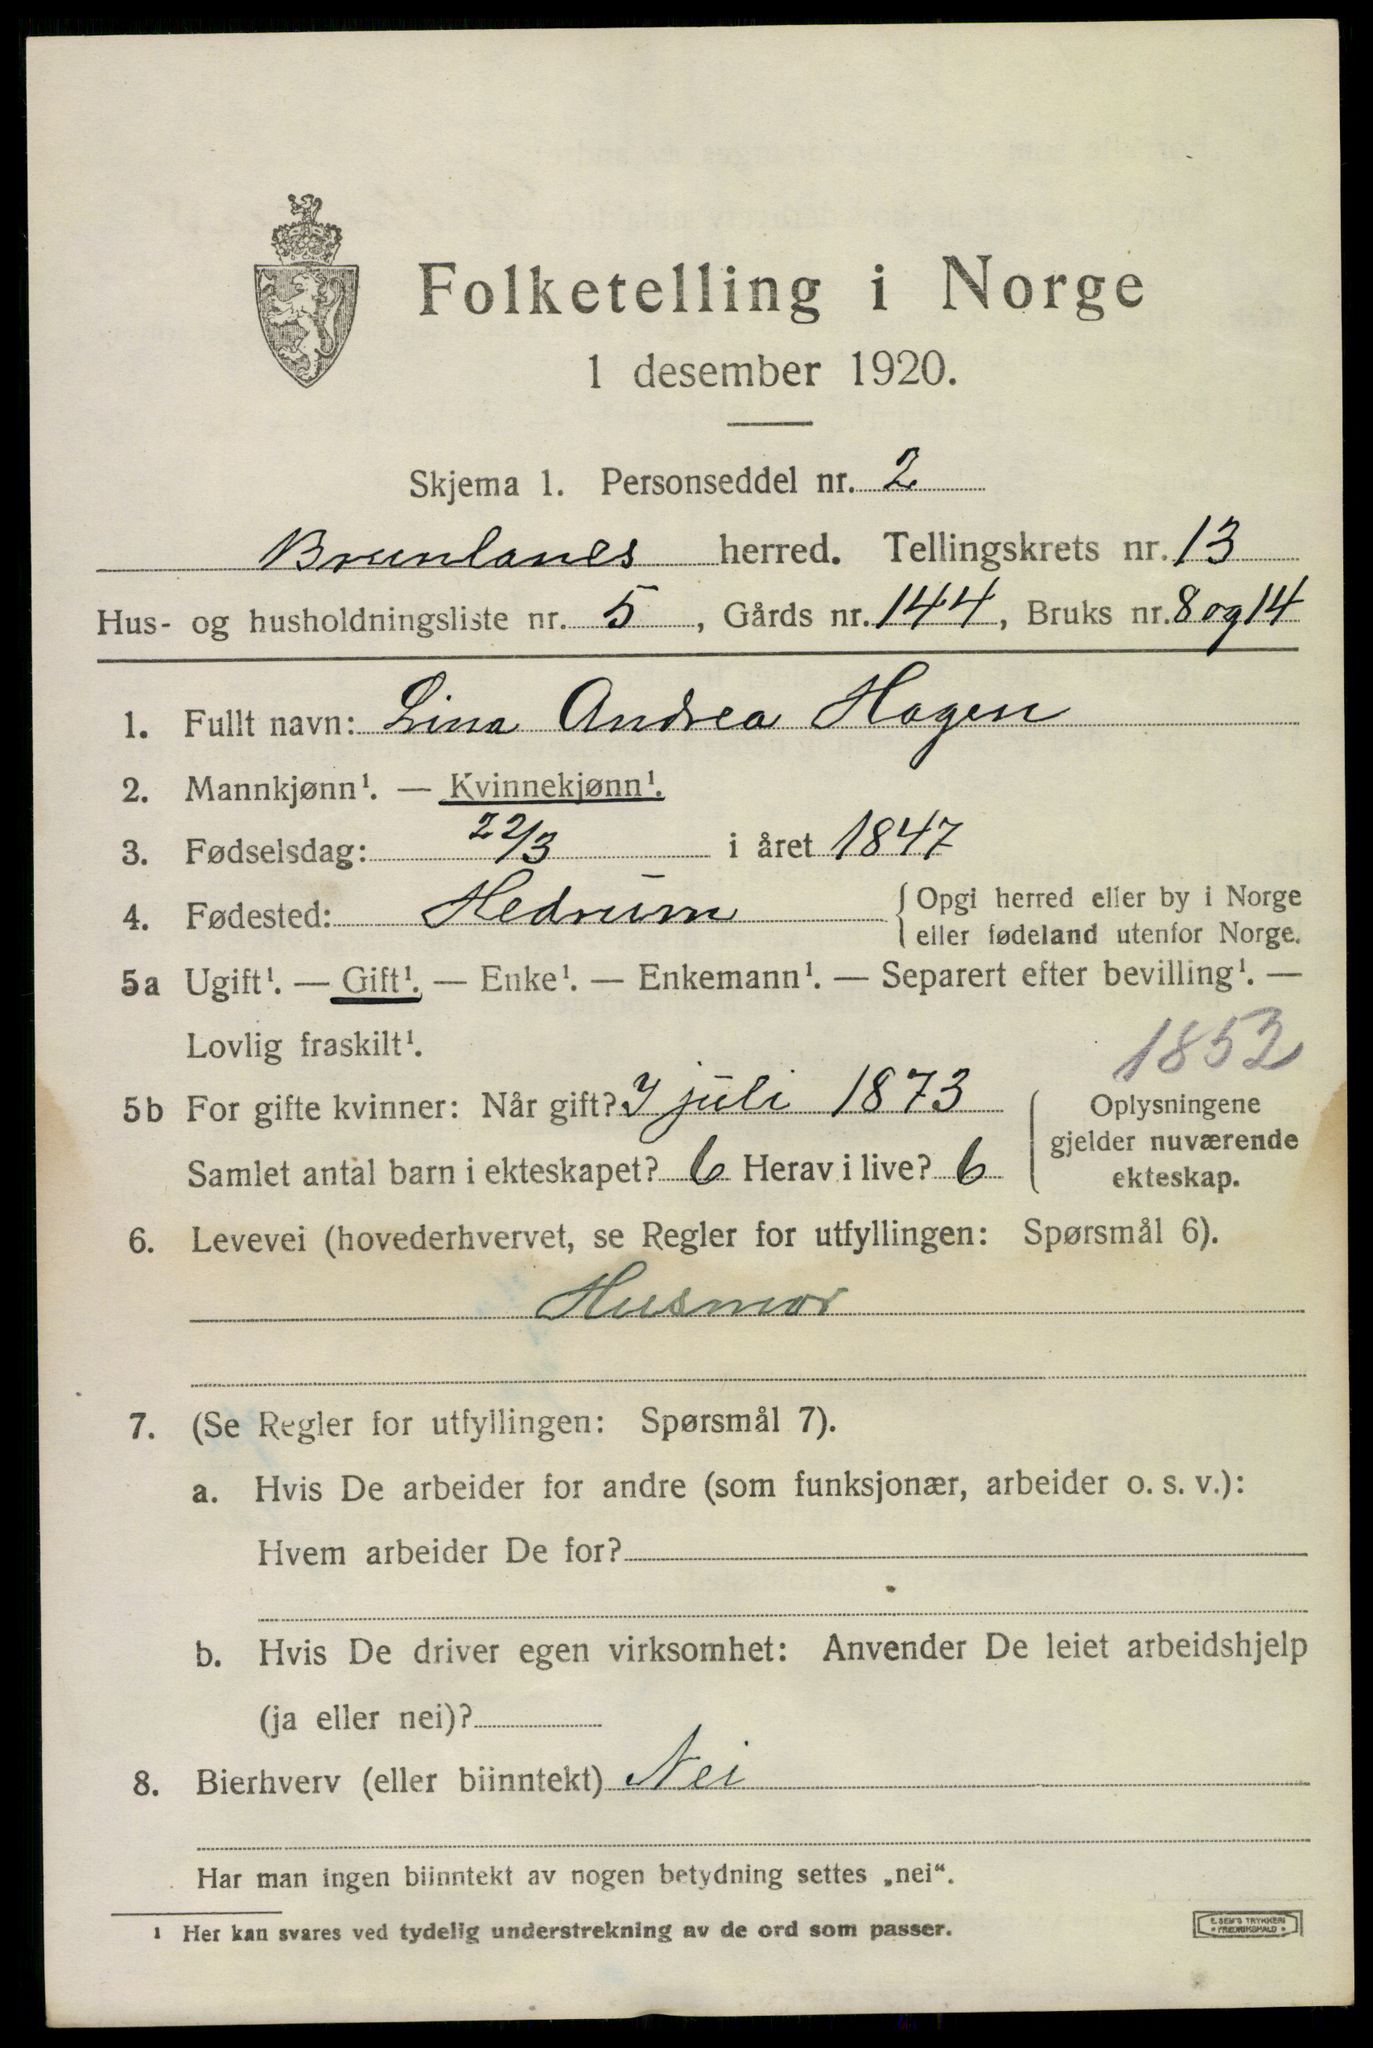 Folketelling i Norge
1 desember 1920.
Skjema 1. Personseddel nr. 2
Brunlanes herred. Tellingskrets nr. 13
Hus- og husholdningsliste nr. 5, Gårds nr. 144, Bruks nr. 8 og 14
1. Fullt navn: Lina Andrea Hagen
2. Mannkjønn¹. — Kvinnekjønn¹.
3. Fødselsdag: 22/3 i året 1847
4. Fødested: Hedrum { Opgi herred eller by i Norge
eller fødeland utenfor Norge.
5a Ugift¹. — Gift¹. — Enke¹. — Enkemann¹. — Separert efter bevilling¹. —
Lovlig fraskilt¹.
1852
5b For gifte kvinner: Når gift? juli 1873
Samlet antal barn i ekteskapet? 6 Herav i live? 6
{ Oplysningene
gjelder nuværende
ekteskap.
6. Levevei (hovederhvervet, se Regler for utfyllingen: Spørsmål 6).
Husmor
7. (Se Regler for utfyllingen: Spørsmål 7).
a. Hvis De arbeider for andre (som funksjonær, arbeider o. s. v.):
Hvem arbeider De for?
b. Hvis De driver egen virksomhet: Anvender De leiet arbeidshjelp
(ja eller nei)?
8. Bierhverv (eller biinntekt) Nei
Har man ingen biinntekt av nogen betydning settes „nei“.
¹ Her kan svares ved tydelig understrekning av de ord som passer.
E. SEM'S TRYKKERI
* FREDRIKSHALD *